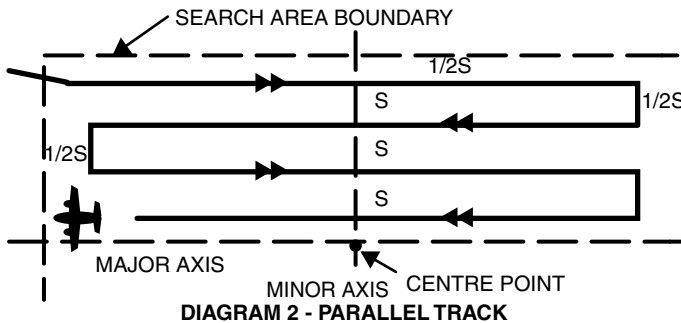 SEARCH AREA BOUNDARY
1/2S
S
1/2S
S
1/2S
S
MAJOR AXIS
CENTRE POINT
MINOR AXIS
DIAGRAM 2 - PARALLEL TRACK